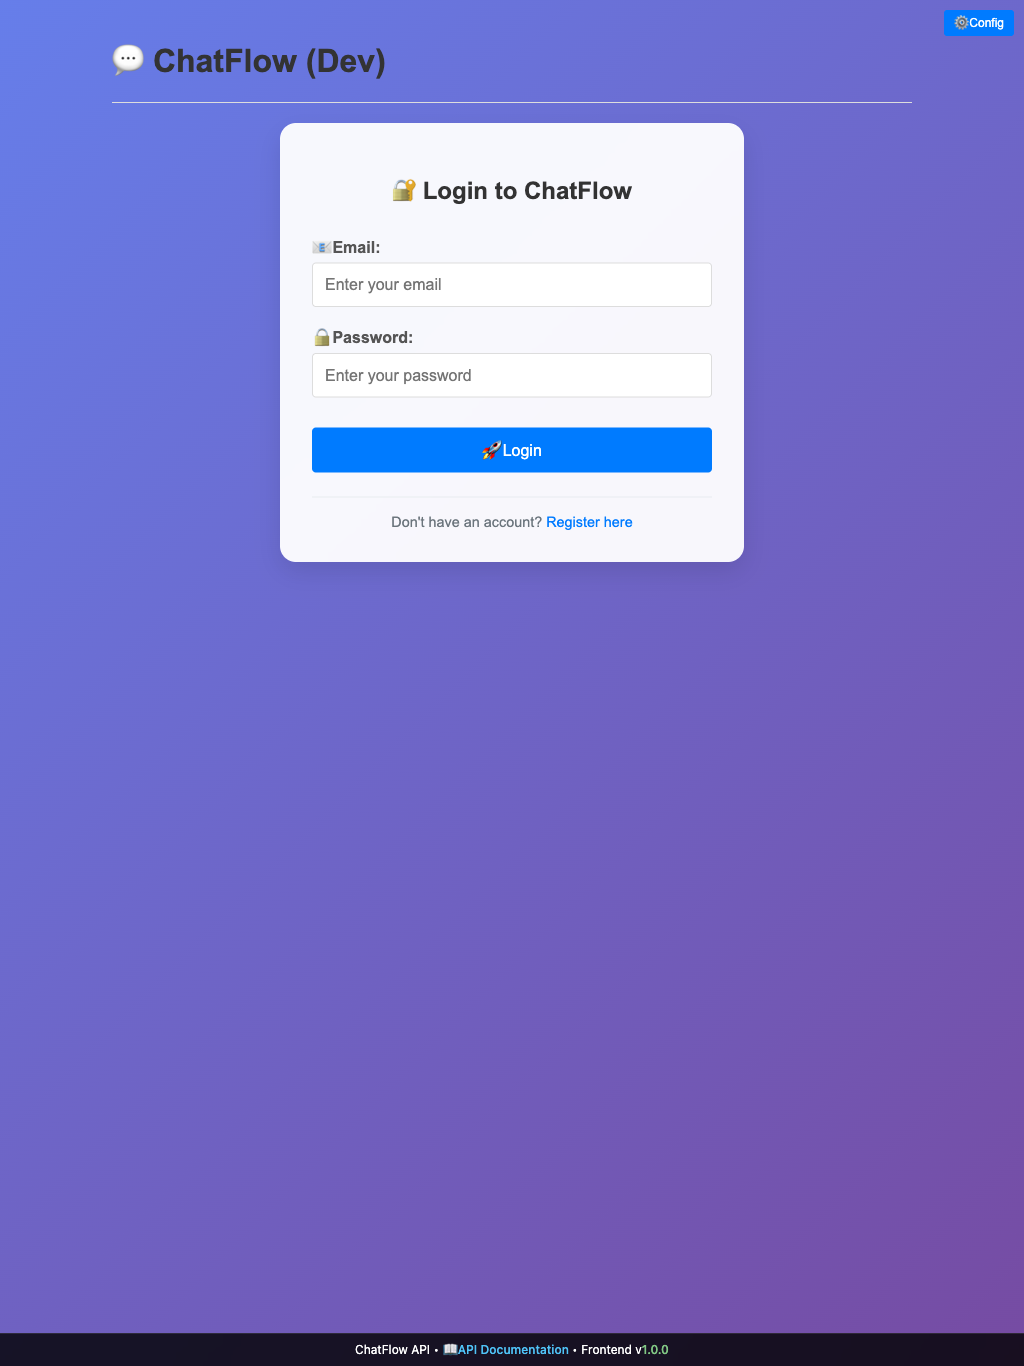 ⚙️Config
💬 ChatFlow (Dev)
🔐 Login to ChatFlow
📧Email:
Enter your email
🔒Password:
Enter your password
🚀Login
Don't have an account? Register here
ChatFlow API • 📖API Documentation • Frontend v1.0.0